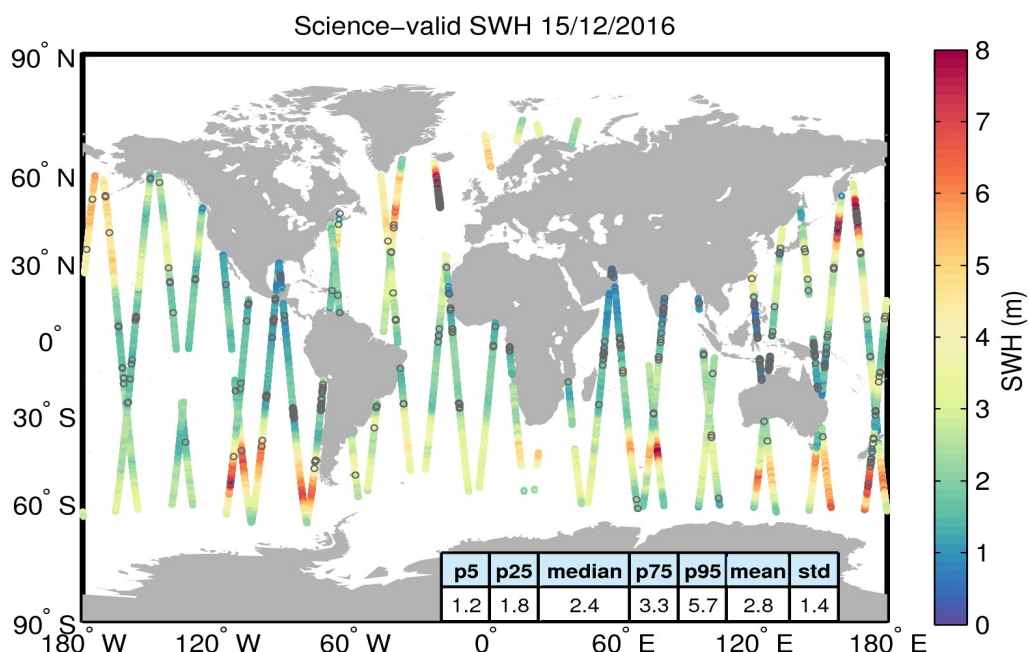 Science−valid SWH 15/12/2016
90° N
60° N
30° N
0°
30° S
60° S
90° S
180° W
120° W
60° W
0°
60° E
120° E
180° E
p5 p25 median p75 p95 mean std
1.2 1.8 2.4 3.3 5.7 2.8 1.4
8
7
6
5
4
3
2
1
0
SWH (m)